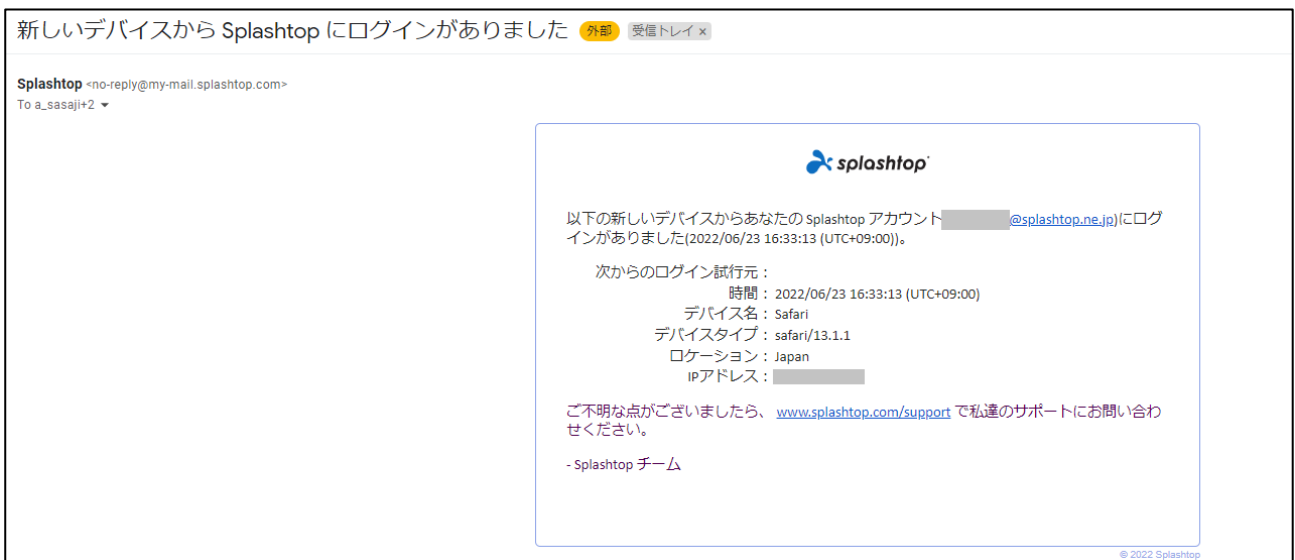 新しいデバイスから Splashtop にログインがありました 外部 受信トレイ ×
Splashtop <no-reply@my-mail.splashtop.com>
To a_sasaji+2
splashtop
以下の新しいデバイスからあなたの Splashtop アカウント @splashtop.ne.jp)にログ
インがありました(2022/06/23 16:33:13 (UTC+09:00))。
次からのログイン試行元：
時間： 2022/06/23 16:33:13 (UTC+09:00)
デバイス名： Safari
デバイスタイプ： safari/13.1.1
ロケーション： Japan
IPアドレス：
ご不明な点がございましたら、 www.splashtop.com/support で私達のサポートにお問い合わ
せください。
- Splashtop チーム
© 2022 Splashtop